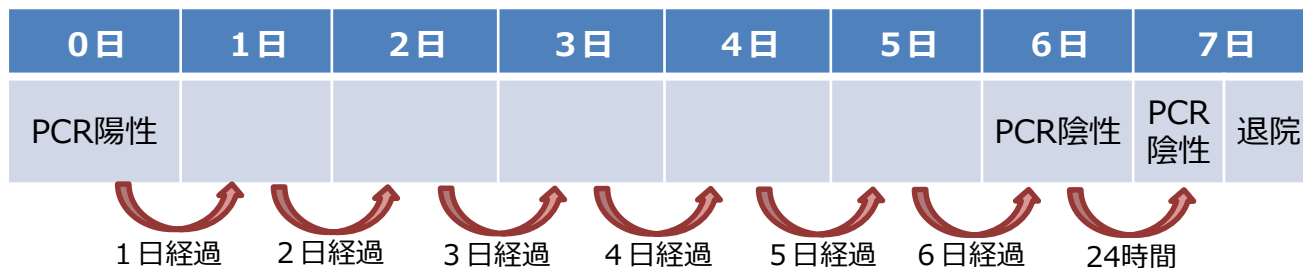 0日 1日 2日 3日 4日 5日 6日 7日
PCR陽性 PCR陰性 PCR陰性 退院
1日経過 2日経過 3日経過 4日経過 5日経過 6日経過 24時間